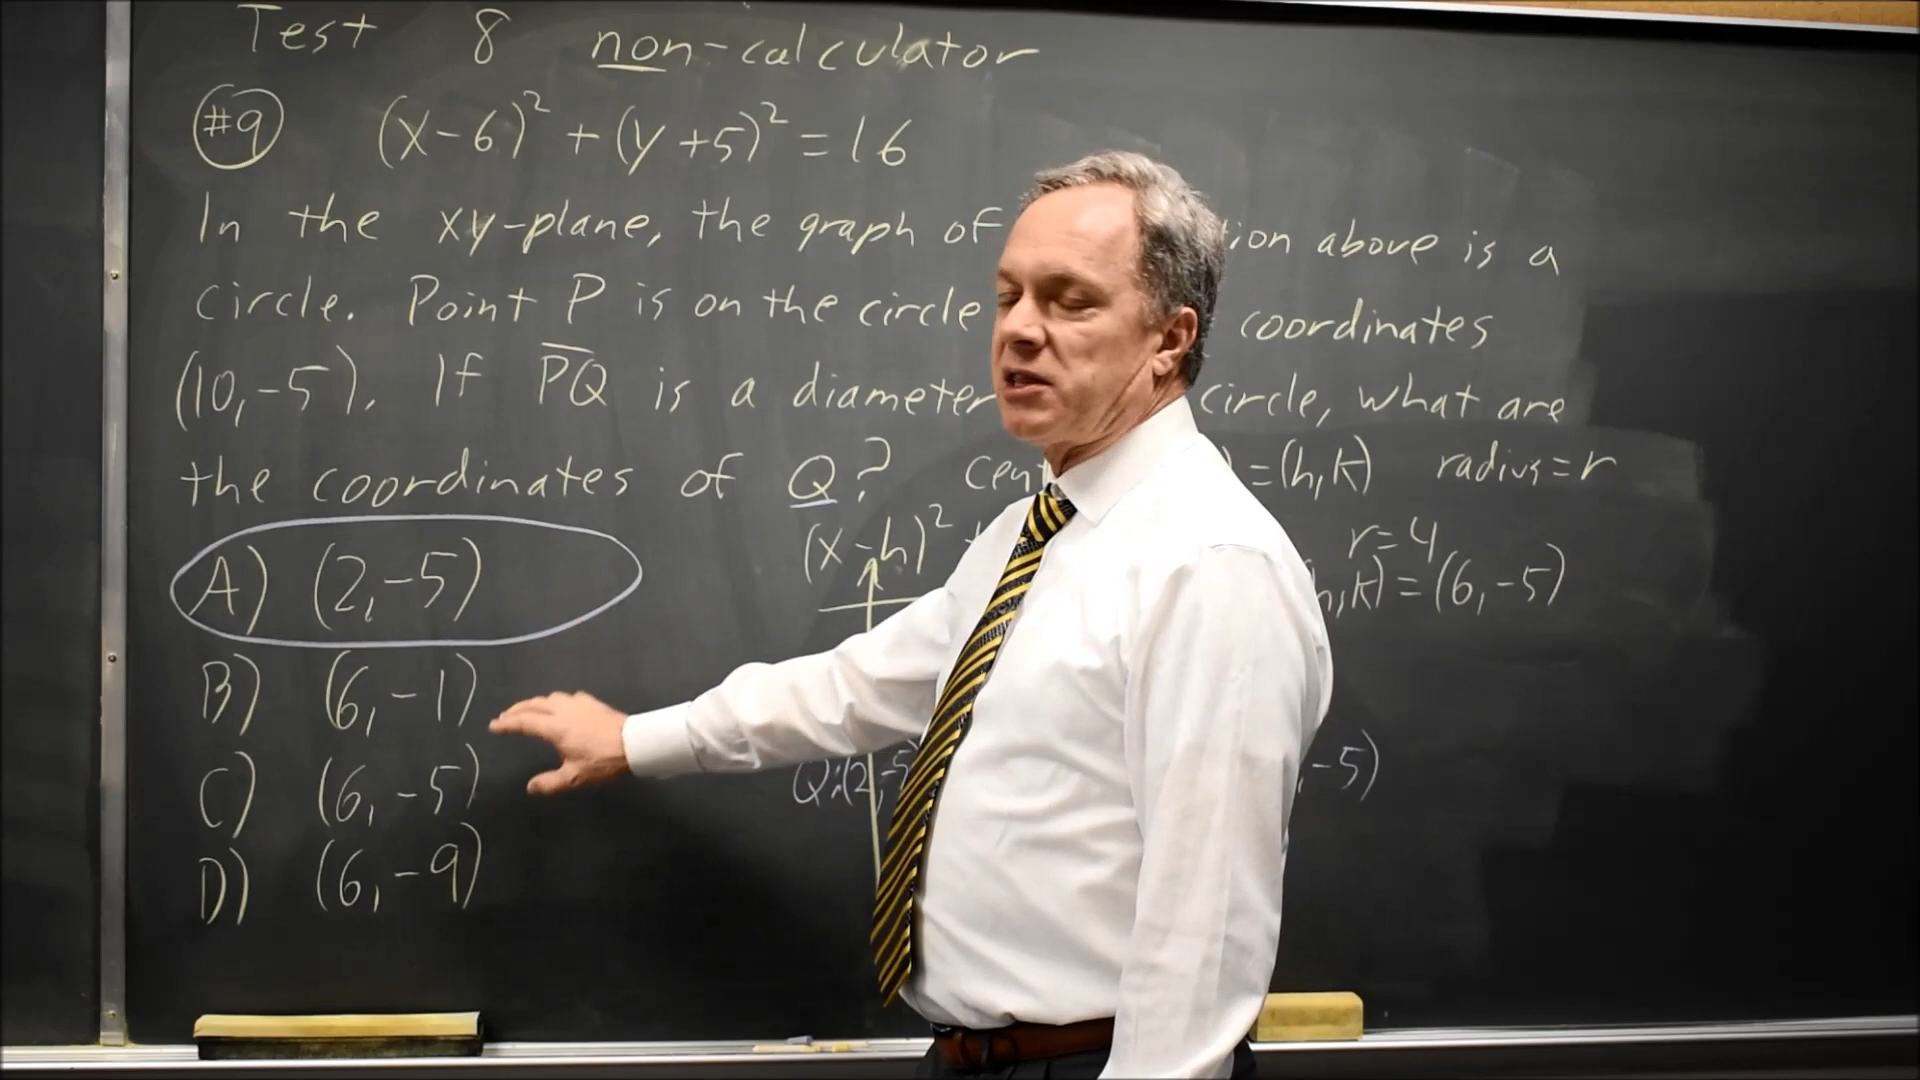 Test 8 non-calculator
#9 (x-6)² + (y+5)² = 16
In the xy-plane, the graph of above is a
circle. Point P is on the circle coordinates
(10,-5). If PQ is a diameter circle, what are
the coordinates of Q? =(h,k) radius=r
(x-h)² r=4
A) (2,-5) =(6,-5)
B) (6,-1)
C) (6,-5) Q:(2,-5 -5)
D) (6,-9)